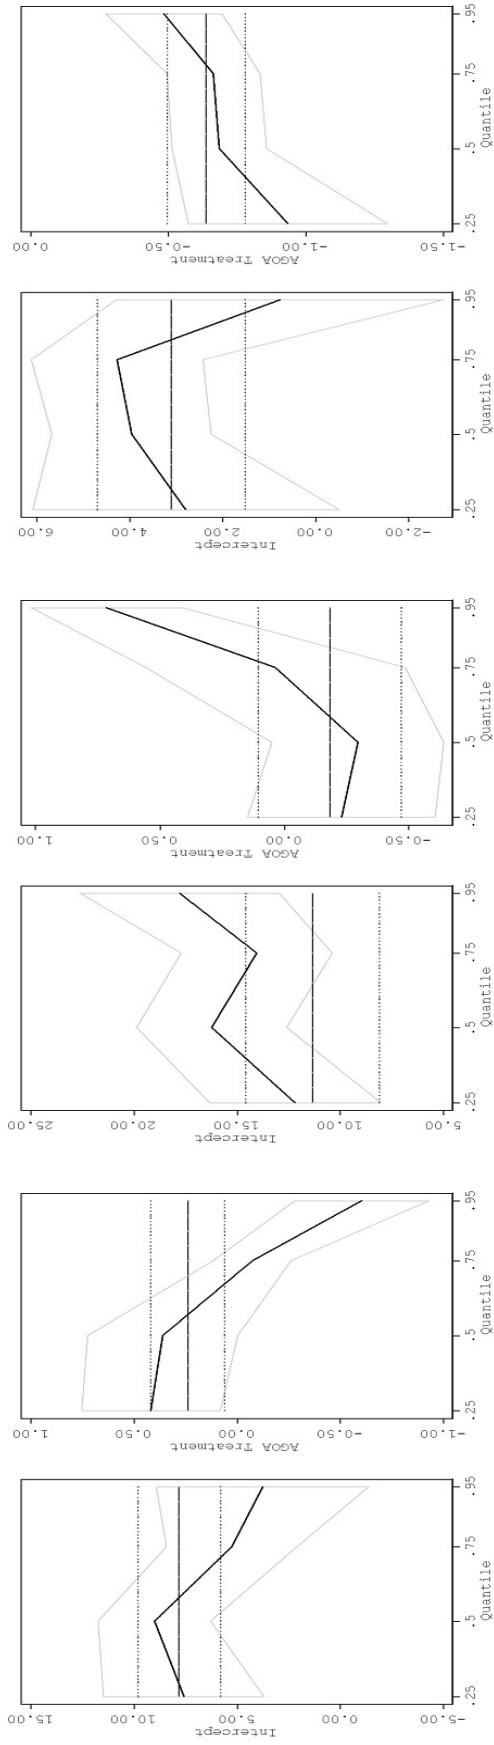 0.00 -0.50 -1.00 -1.50
AGOA Treatment
.25 .5 .75 .95
Quantile
6.00 4.00 2.00 0.00 -2.00
Intercept
.25 .5 .75 .95
Quantile
1.00 0.50 0.00 -0.50
AGOA Treatment
.25 .5 .75 .95
Quantile
25.00 20.00 15.00 10.00 5.00
Intercept
.25 .5 .75 .95
Quantile
1.00 0.50 0.00 -0.50 -1.00
AGOA Treatment
.25 .5 .75 .95
Quantile
15.00 10.00 5.00 0.00 -5.00
Intercept
.25 .5 .75 .95
Quantile